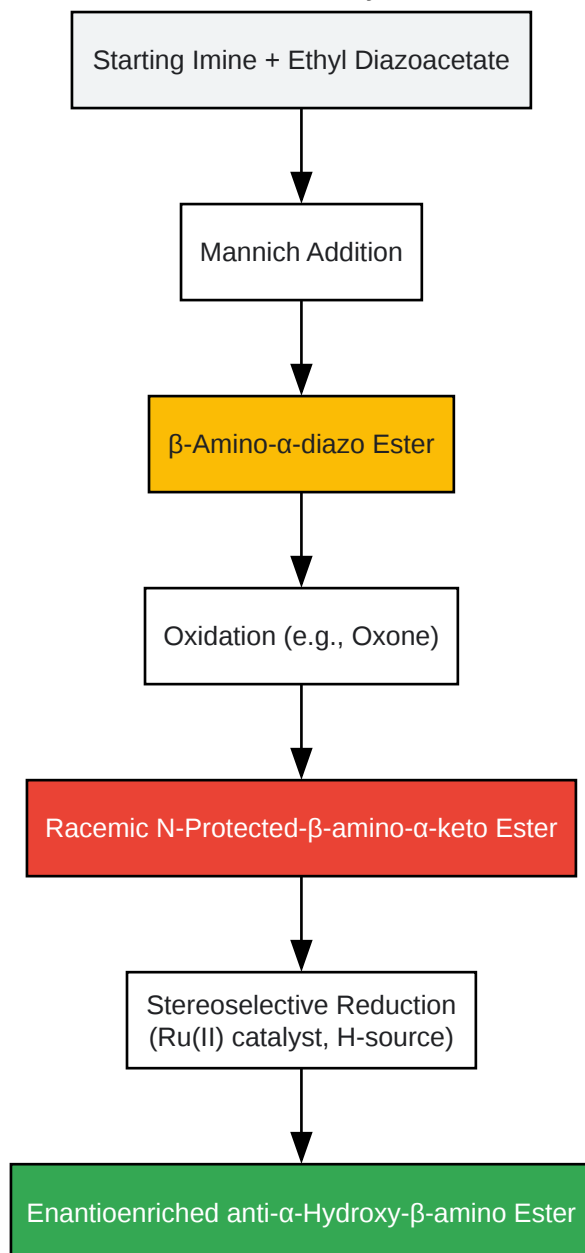 Starting Imine + Ethyl Diazoacetate
Mannich Addition
β-Amino-α-diazo Ester
Oxidation (e.g., Oxone)
Racemic N-Protected-β-amino-α-keto Ester
Stereoselective Reduction
(Ru(II) catalyst, H-source)
Enantioenriched anti-α-Hydroxy-β-amino Ester